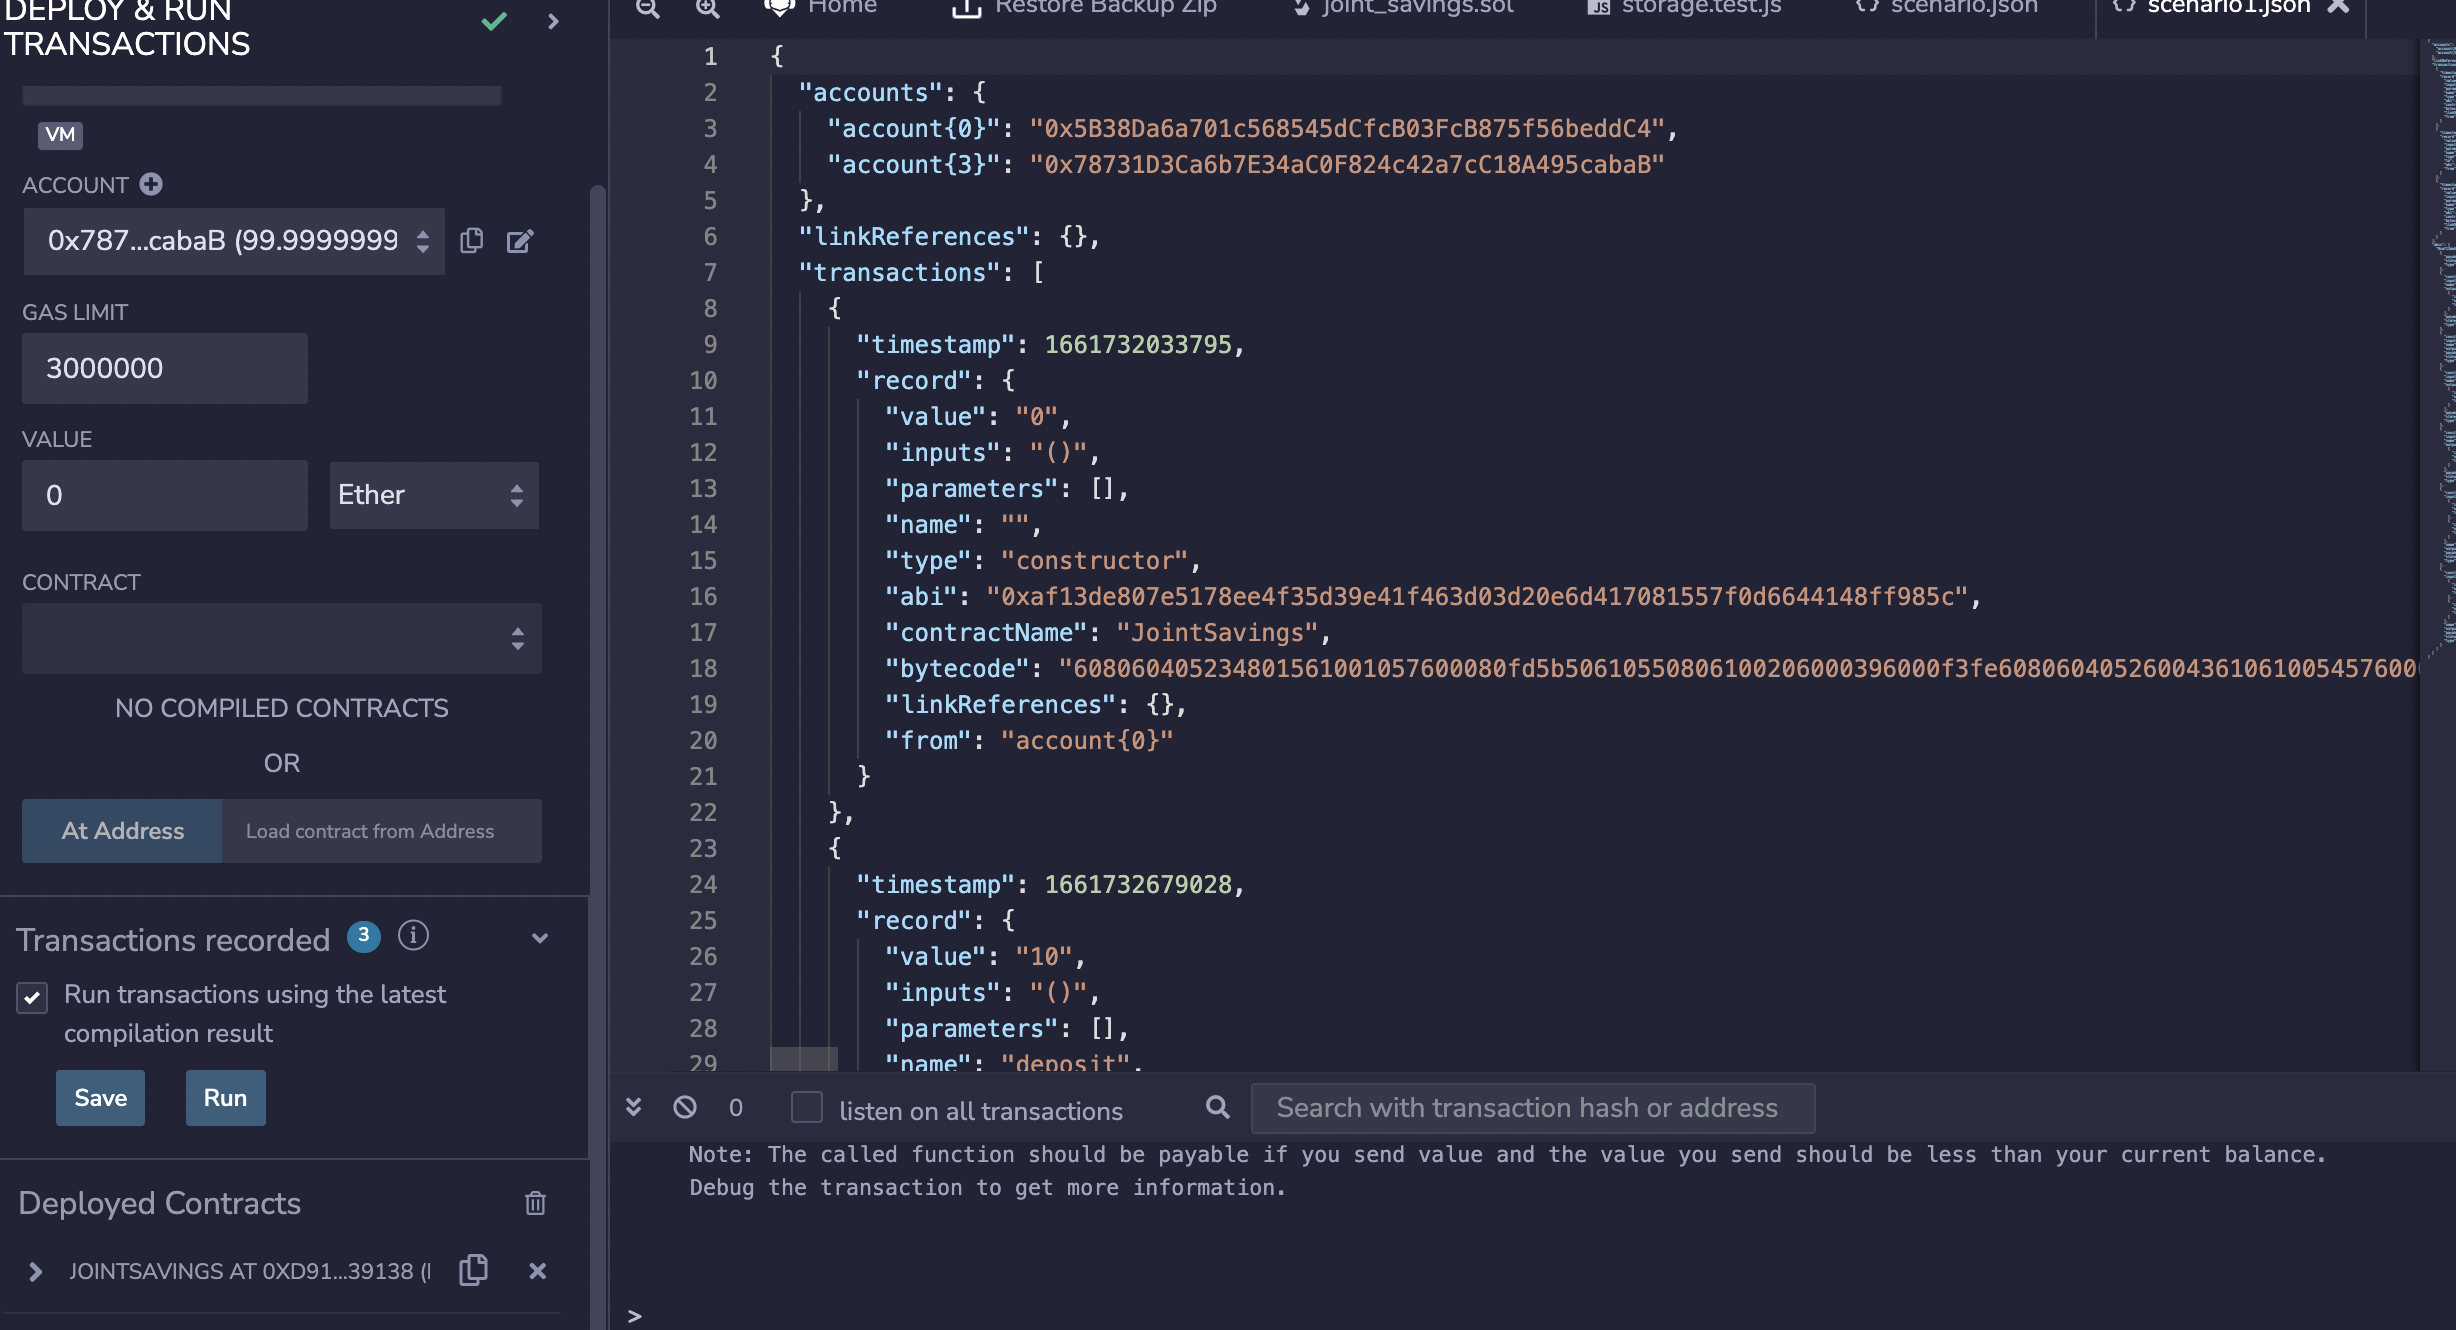 DEPLOY & RUN
TRANSACTIONS
VM
ACCOUNT
0x787...cabaB (99.9999999
GAS LIMIT
3000000
VALUE
0
Ether
CONTRACT
NO COMPILED CONTRACTS
OR
At Address
Load contract from Address
Transactions recorded 3 i
Run transactions using the latest
compilation result
Save
Run
Deployed Contracts
JOINTSAVINGS AT 0XD91...39138 (
Home
Restore Backup Zip
joint_savings.sol
JS storage.test.js
{} scenario.json
{} scenario1.json
1 {
2 "accounts": {
3 "account{0}": "0x5B38Da6a701c568545dCfcB03FcB875f56beddC4",
4 "account{3}": "0x78731D3Ca6b7E34aC0F824c42a7cC18A495cabaB"
5 },
6 "linkReferences": {},
7 "transactions": [
8 {
9 "timestamp": 1661732033795,
10 "record": {
11 "value": "0",
12 "inputs": "()",
13 "parameters": [],
14 "name": "",
15 "type": "constructor",
16 "abi": "0xaf13de807e5178ee4f35d39e41f463d03d20e6d417081557f0d6644148ff985c",
17 "contractName": "JointSavings",
18 "bytecode": "608060405234801561001057600080fd5b50610550806100206000396000f3fe608060405260043610610054576000
19 "linkReferences": {},
20 "from": "account{0}"
21 }
22 },
23 {
24 "timestamp": 1661732679028,
25 "record": {
26 "value": "10",
27 "inputs": "()",
28 "parameters": [],
29 "name": "deposit",
0
listen on all transactions
Search with transaction hash or address
Note: The called function should be payable if you send value and the value you send should be less than your current balance.
Debug the transaction to get more information.
>